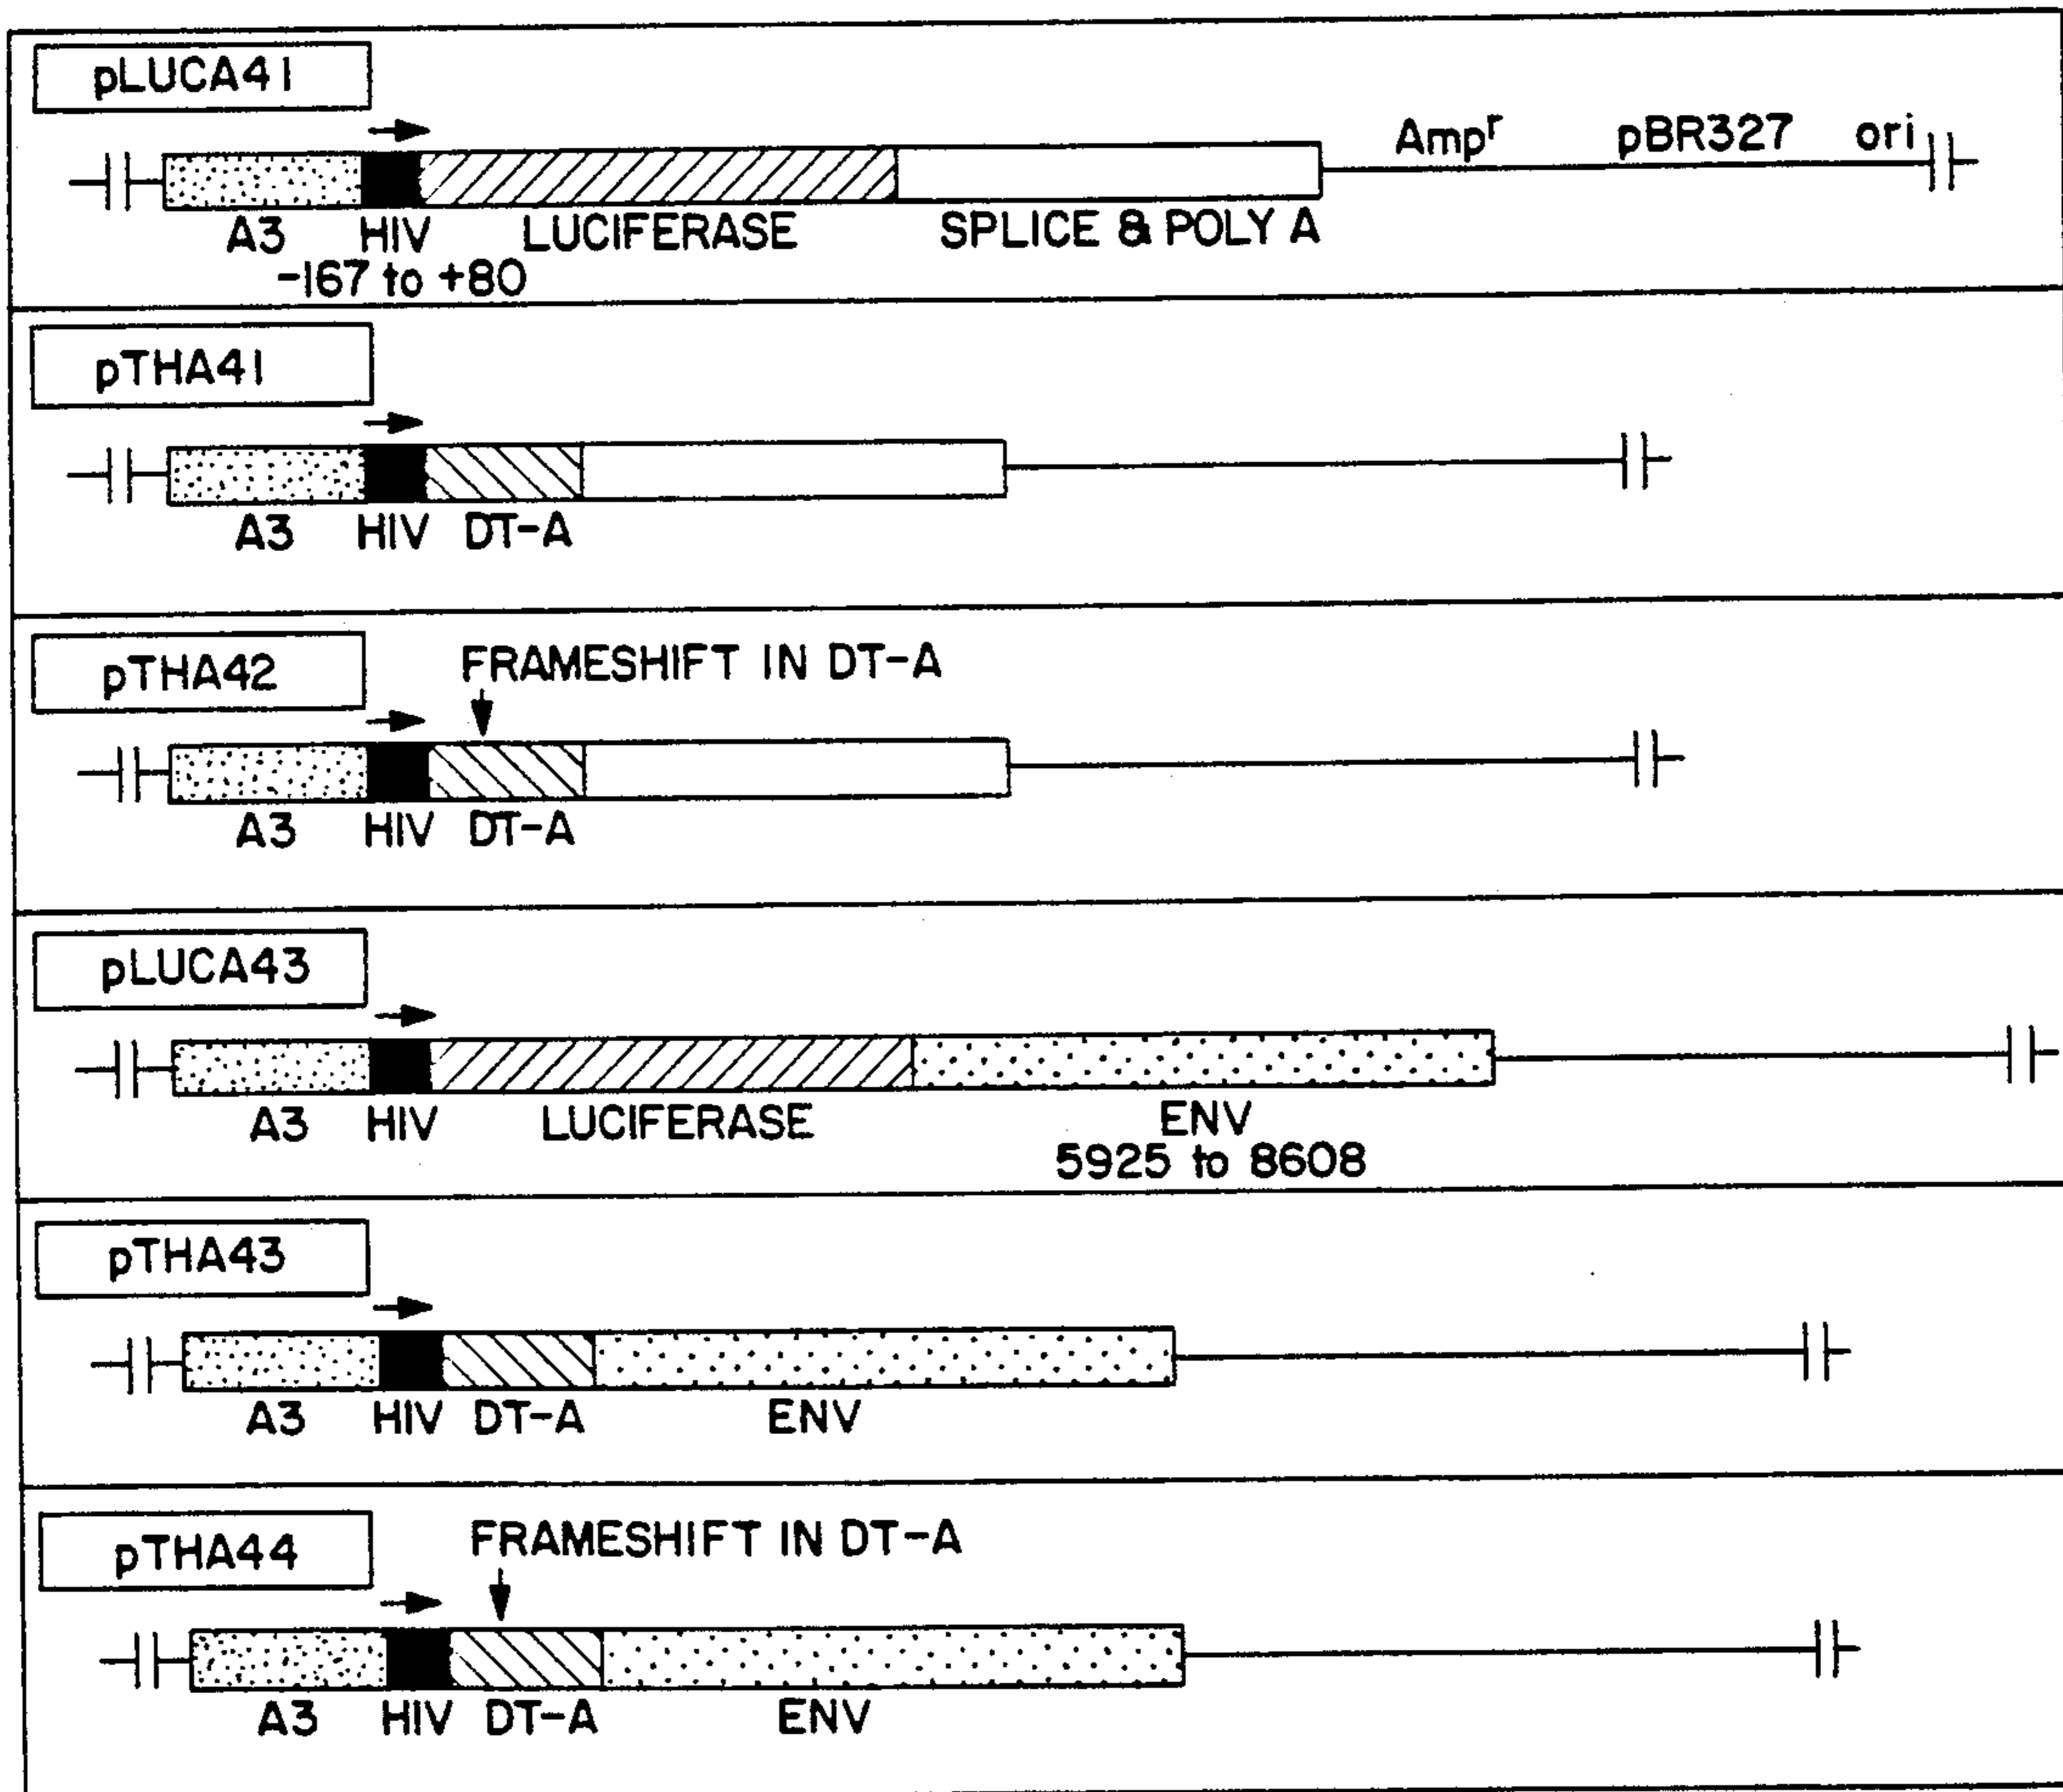 pLUCA41
Ampʳ pBR327 ori
A3 HIV LUCIFERASE SPLICE & POLY A
-167 to +80
pTHA41
A3 HIV DT-A
pTHA42
FRAMESHIFT IN DT-A
A3 HIV DT-A
pLUCA43
A3 HIV LUCIFERASE ENV
5925 to 8608
pTHA43
A3 HIV DT-A ENV
pTHA44
FRAMESHIFT IN DT-A
A3 HIV DT-A ENV